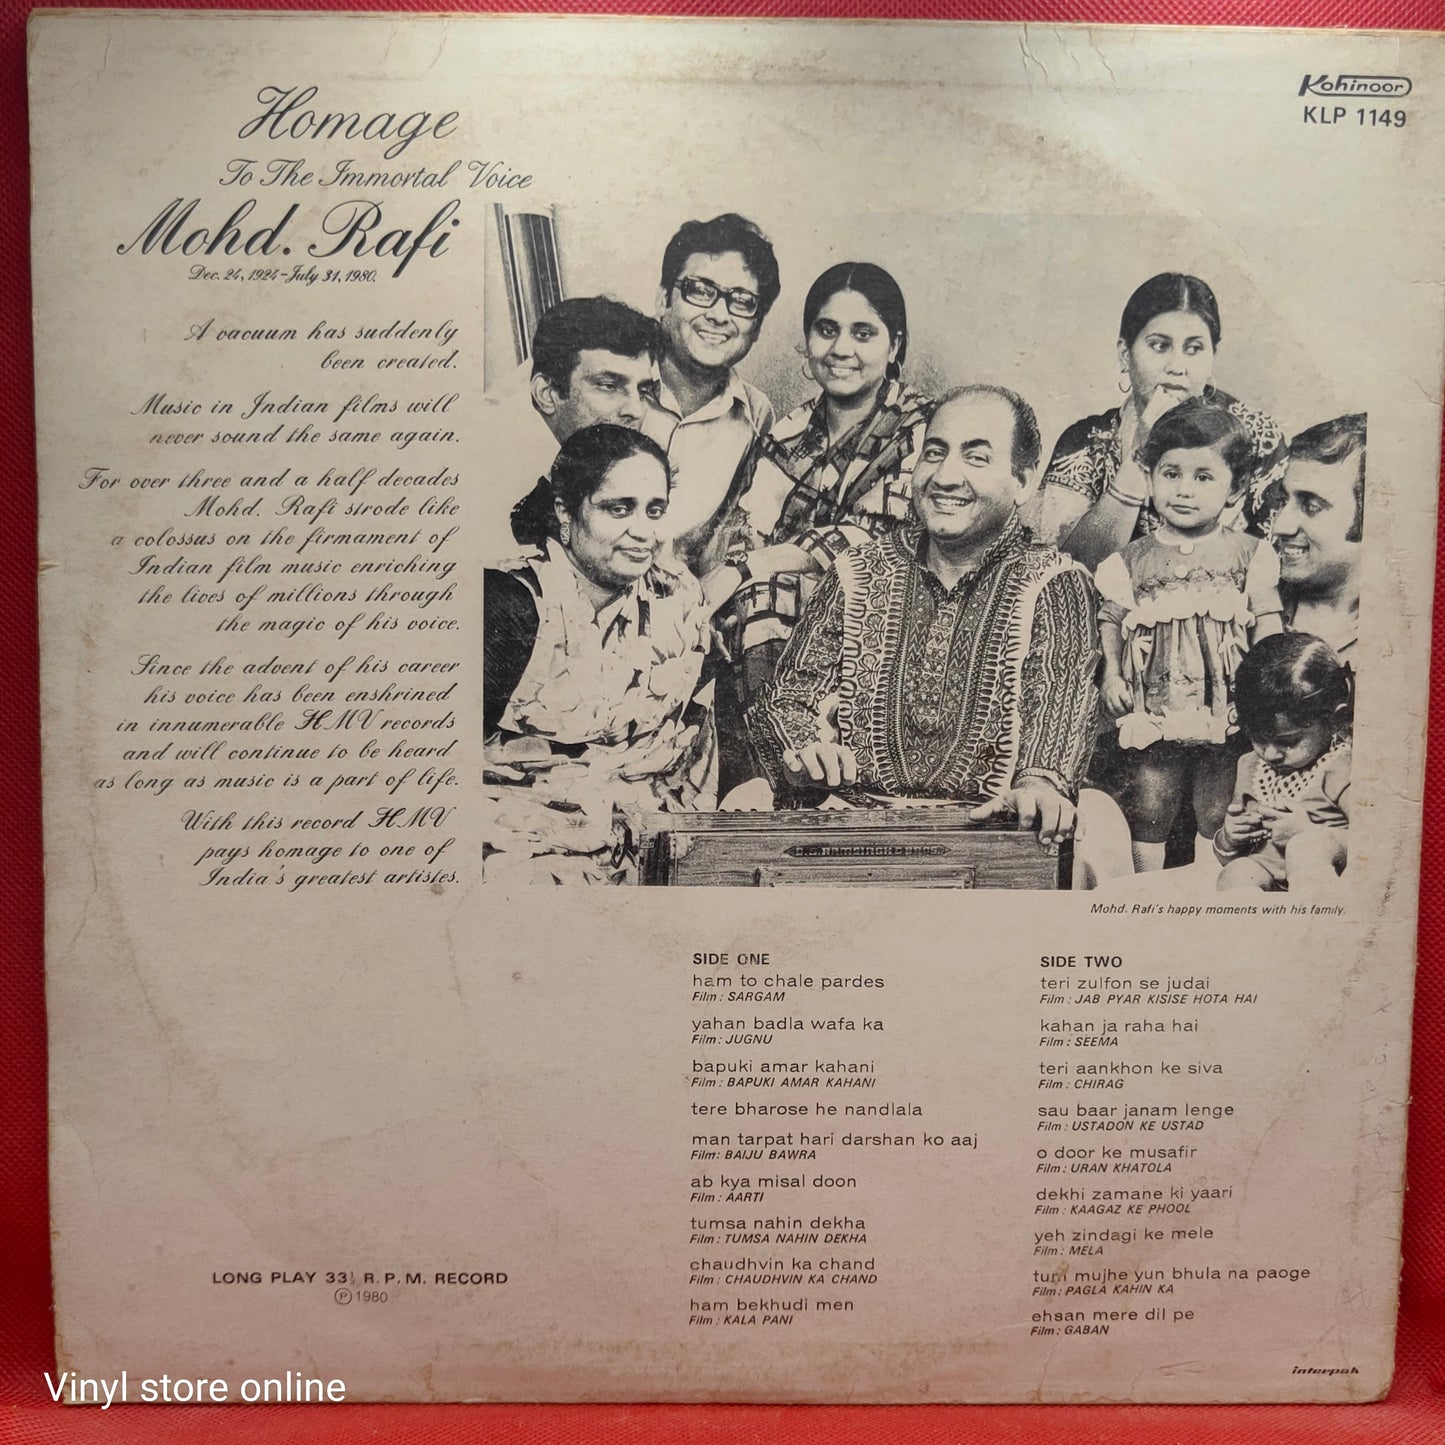 Homage
To The Immortal Voice
Mohd. Rafi
Dec. 24, 1924-July 31, 1980.
A vacuum has suddenly
been created.
Music in Indian films will
never sound the same again.
For over three and a half decades
Mohd. Rafi strode like
a colossus on the firmament of
Indian film music enriching
the lives of millions through
the magic of his voice.
Since the advent of his career
his voice has been enshrined
in innumerable HMV records
and will continue to be heard
as long as music is a part of life.
With this record HMV
pays homage to one of
India's greatest artistes.
Kohinoor
KLP 1149
Mohd. Rafi's happy moments with his family.
SIDE ONE
ham to chale pardes
Film : SARGAM
yahan badla wafa ka
Film : JUGNU
bapuki amar kahani
Film : BAPUKI AMAR KAHANI
tere bharose he nandlala
man tarpat hari darshan ko aaj
Film: BAIJU BAWRA
ab kya misal doon
Film : AARTI
tumsa nahin dekha
Film : TUMSA NAHIN DEKHA
chaudhvin ka chand
Film : CHAUDHVIN KA CHAND
ham bekhudi men
Film : KALA PANI
SIDE TWO
teri zulfon se judai
Film : JAB PYAR KISISE HOTA HAI
kahan ja raha hai
Film : SEEMA
teri aankhon ke siva
Film : CHIRAG
sau baar janam lenge
Film : USTADON KE USTAD
o door ke musafir
Film : URAN KHATOLA
dekhi zamane ki yaari
Film : KAAGAZ KE PHOOL
yeh zindagi ke mele
Film : MELA
tum mujhe yun bhula na paoge
Film : PAGLA KAHIN KA
ehsan mere dil pe
Film : GABAN
LONG PLAY 33⅓ R.P.M. RECORD
Ⓟ 1980
interpak
Vinyl store online